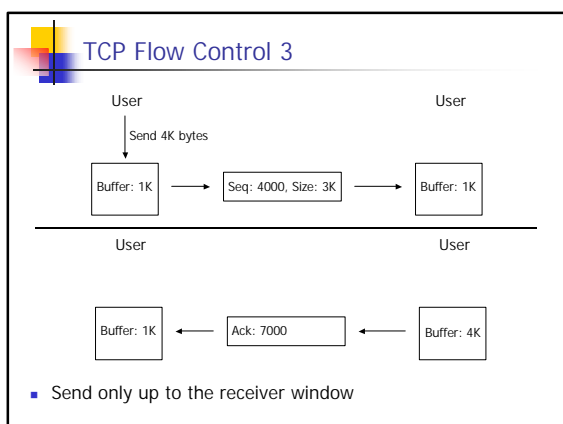 TCP Flow Control 3
User User
Send 4K bytes
Buffer: 1K Seq: 4000, Size: 3K Buffer: 1K
User User
Buffer: 1K Ack: 7000 Buffer: 4K
Send only up to the receiver window